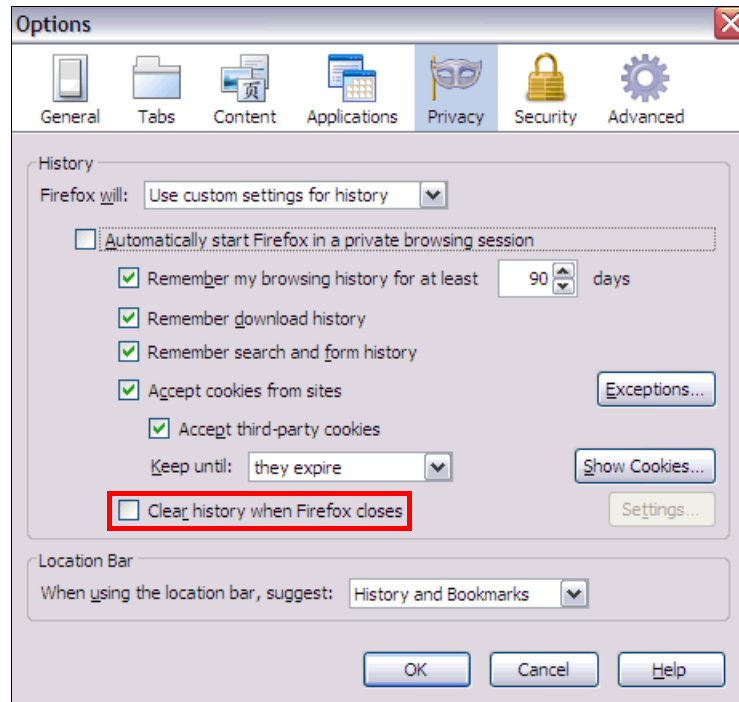 Options
页
General Tabs Content Applications Privacy Security Advanced
History
Firefox will: Use custom settings for history
Automatically start Firefox in a private browsing session
Remember my browsing history for at least 90 days
Remember download history
Remember search and form history
Accept cookies from sites Exceptions...
Accept third-party cookies
Keep until: they expire Show Cookies...
Clear history when Firefox closes Settings...
Location Bar
When using the location bar, suggest: History and Bookmarks
OK Cancel Help